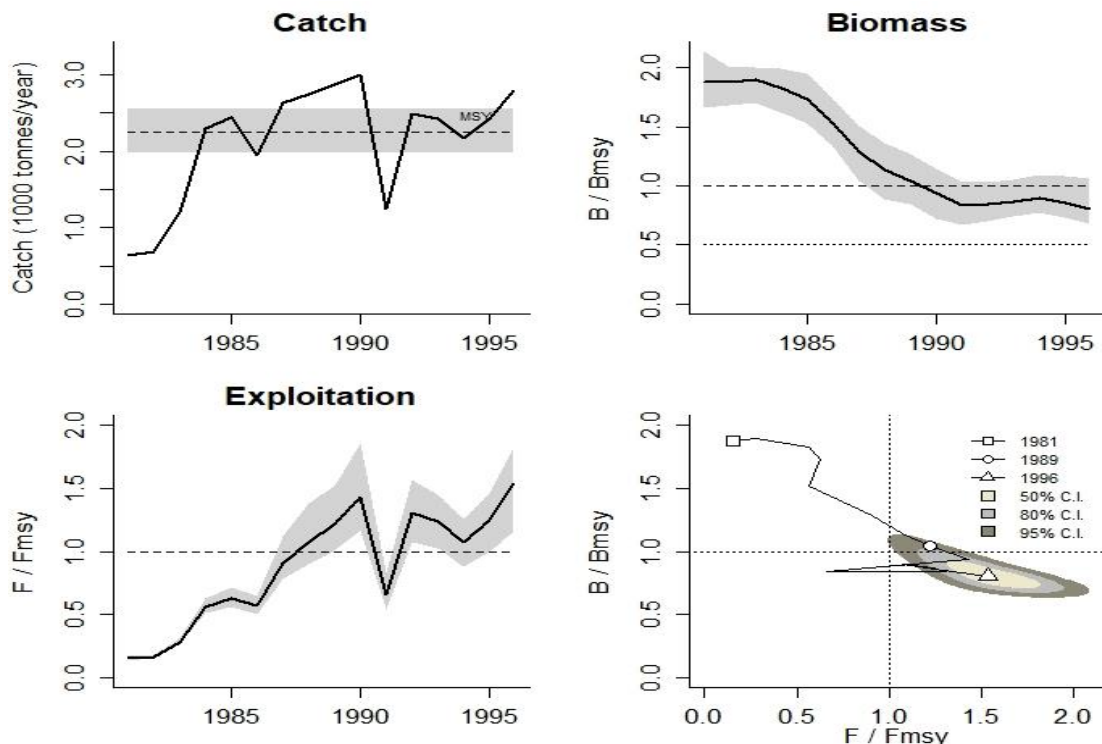 Catch
Catch (1000 tonnes/year)
3.0
2.0
1.0
0.0
MSY
1985
1990
1995
Biomass
B / Bmsy
2.0
1.5
1.0
0.5
0.0
1985
1990
1995
Exploitation
F / Fmsy
2.0
1.5
1.0
0.5
0.0
1985
1990
1995
B / Bmsy
2.0
1.5
1.0
0.5
0.0
1981
1989
1996
50% C.I.
80% C.I.
95% C.I.
0.0 0.5 1.0 1.5 2.0
F / Fmsy